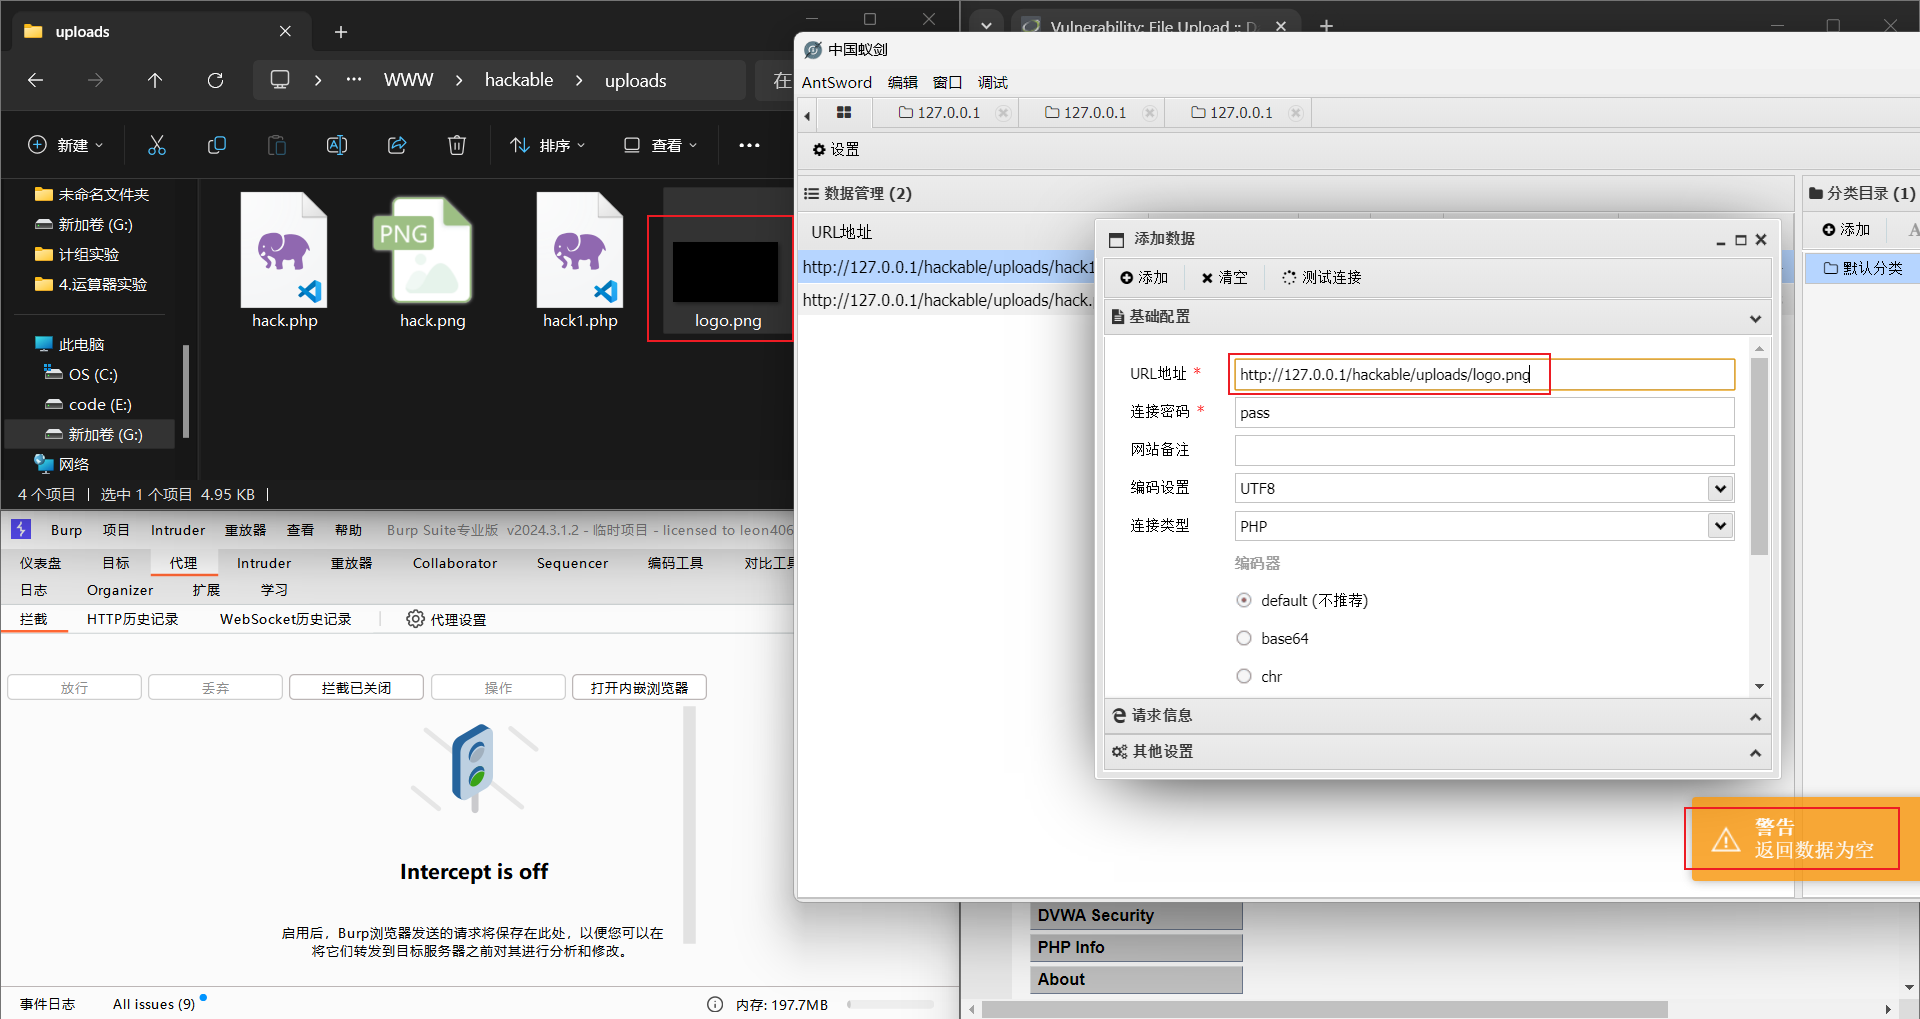 uploads
WWW
hackable
uploads
在
新建
排序
查看
未命名文件夹
新加卷 (G:)
计组实验
4.运算器实验
此电脑
OS (C:)
code (E:)
新加卷 (G:)
网络
PNG
hack.php
hack.png
hack1.php
logo.png
4 个项目
选中 1 个项目 4.95 KB
Burp 项目 Intruder 重放器 查看 帮助 Burp Suite专业版 v2024.3.1.2 - 临时项目 - licensed to leon406
仪表盘 目标 代理 Intruder 重放器 Collaborator Sequencer 编码工具 对比工具
日志 Organizer 扩展 学习
拦截 HTTP历史记录 WebSocket历史记录 代理设置
放行 丢弃 拦截已关闭 操作 打开内嵌浏览器
Intercept is off
启用后，Burp浏览器发送的请求将保存在此处，以便您可以在
将它们转发到目标服务器之前对其进行分析和修改。
事件日志 All issues (9) 内存: 197.7MB
Vulnerability: File Upload :: D
中国蚁剑
AntSword 编辑 窗口 调试
127.0.0.1 127.0.0.1 127.0.0.1
设置
数据管理 (2)
URL地址
http://127.0.0.1/hackable/uploads/hack1
http://127.0.0.1/hackable/uploads/hack.
分类目录 (1)
添加 A
默认分类
添加数据
添加 清空 测试连接
基础配置
URL地址 * http://127.0.0.1/hackable/uploads/logo.png
连接密码 * pass
网站备注
编码设置 UTF8
连接类型 PHP
编码器
default (不推荐)
base64
chr
请求信息
其他设置
警告
返回数据为空
DVWA Security
PHP Info
About